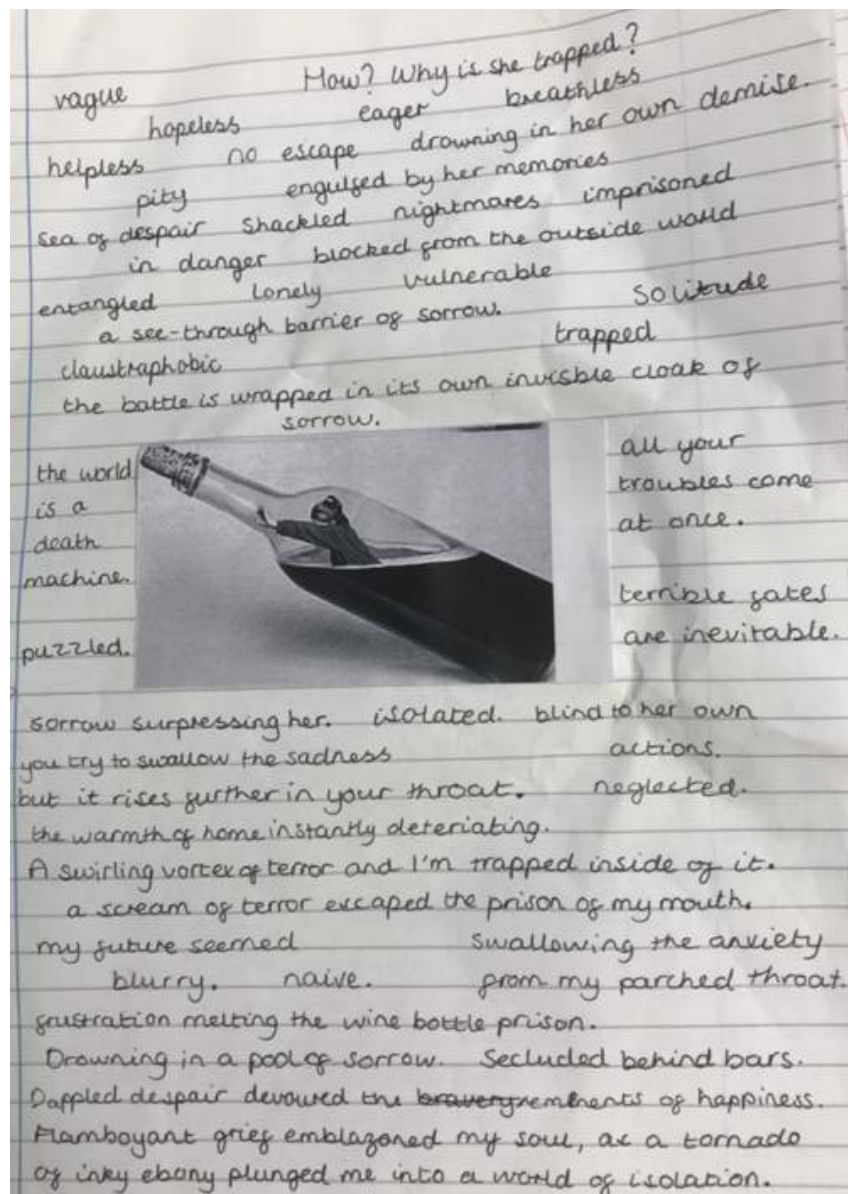 How? Why is she trapped?
vague
hopeless eager breathless
helpless no escape drowning in her own demise.
pity engulfed by her memories
sea of despair shackled nightmares imprisoned
in danger blocked from the outside world
entangled lonely vulnerable
a see-through barrier of sorrow. solitude
claustraphobic trapped
the battle is wrapped in its own invisble cloak of
sorrow.
the world
is a
death
machine.
puzzled.
all your
troubles come
at once.
terrible fates
are inevitable.
sorrow surpressing her. isolated. blind to her own
actions.
you try to swallow the sadness
but it rises further in your throat. neglected.
the warmth of home instantly deteriating.
A swirling vortex of terror and I'm trapped inside of it.
a scream of terror escaped the prison of my mouth.
my future seemed swallowing the anxiety
blurry. naive. from my parched throat.
frustration melting the wine bottle prison.
Drowning in a pool of sorrow. Secluded behind bars.
Dappled despair devoured the of happiness.
Flamboyant grief emblazoned my soul, as a tornado
of inky ebony plunged me into a world of isolation.